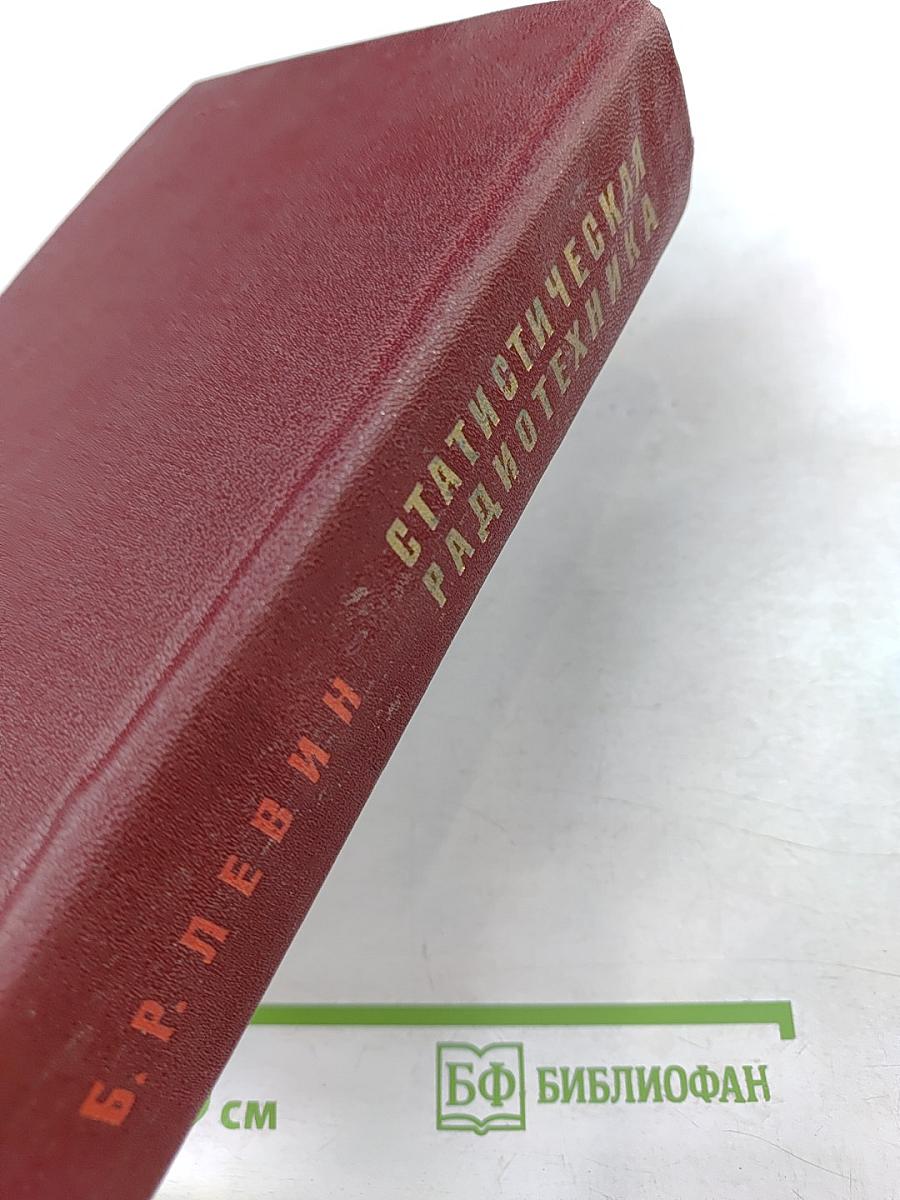 Б. Р. ЛЕВИН
СТАТИСТИЧЕСКАЯ
РАДИОТЕХНИКА
см
БФ БИБЛИОФАН